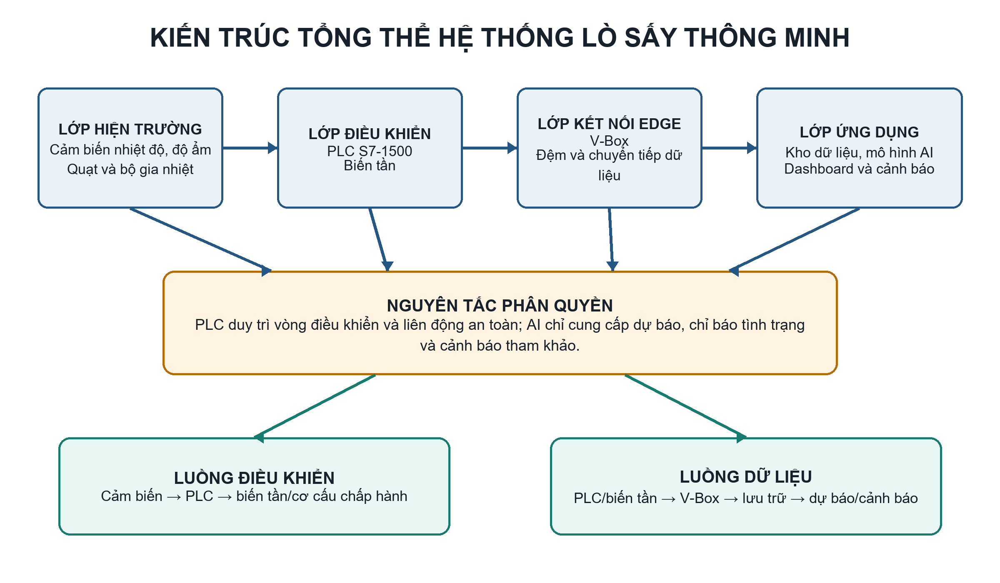 KIẾN TRÚC TỔNG THỂ HỆ THỐNG LÒ SẤY THÔNG MINH
LỚP HIỆN TRƯỜNG
Cảm biến nhiệt độ, độ ẩm
Quạt và bộ gia nhiệt
LỚP ĐIỀU KHIỂN
PLC S7-1500
Biến tần
LỚP KẾT NỐI EDGE
V-Box
Đệm và chuyển tiếp dữ
liệu
LỚP ỨNG DỤNG
Kho dữ liệu, mô hình AI
Dashboard và cảnh báo
NGUYÊN TẮC PHÂN QUYỀN
PLC duy trì vòng điều khiển và liên động an toàn; AI chỉ cung cấp dự báo, chỉ báo tình trạng
và cảnh báo tham khảo.
LUỒNG ĐIỀU KHIỂN
Cảm biến → PLC → biến tần/cơ cấu chấp hành
LUỒNG DỮ LIỆU
PLC/biến tần → V-Box → lưu trữ → dự báo/cảnh báo